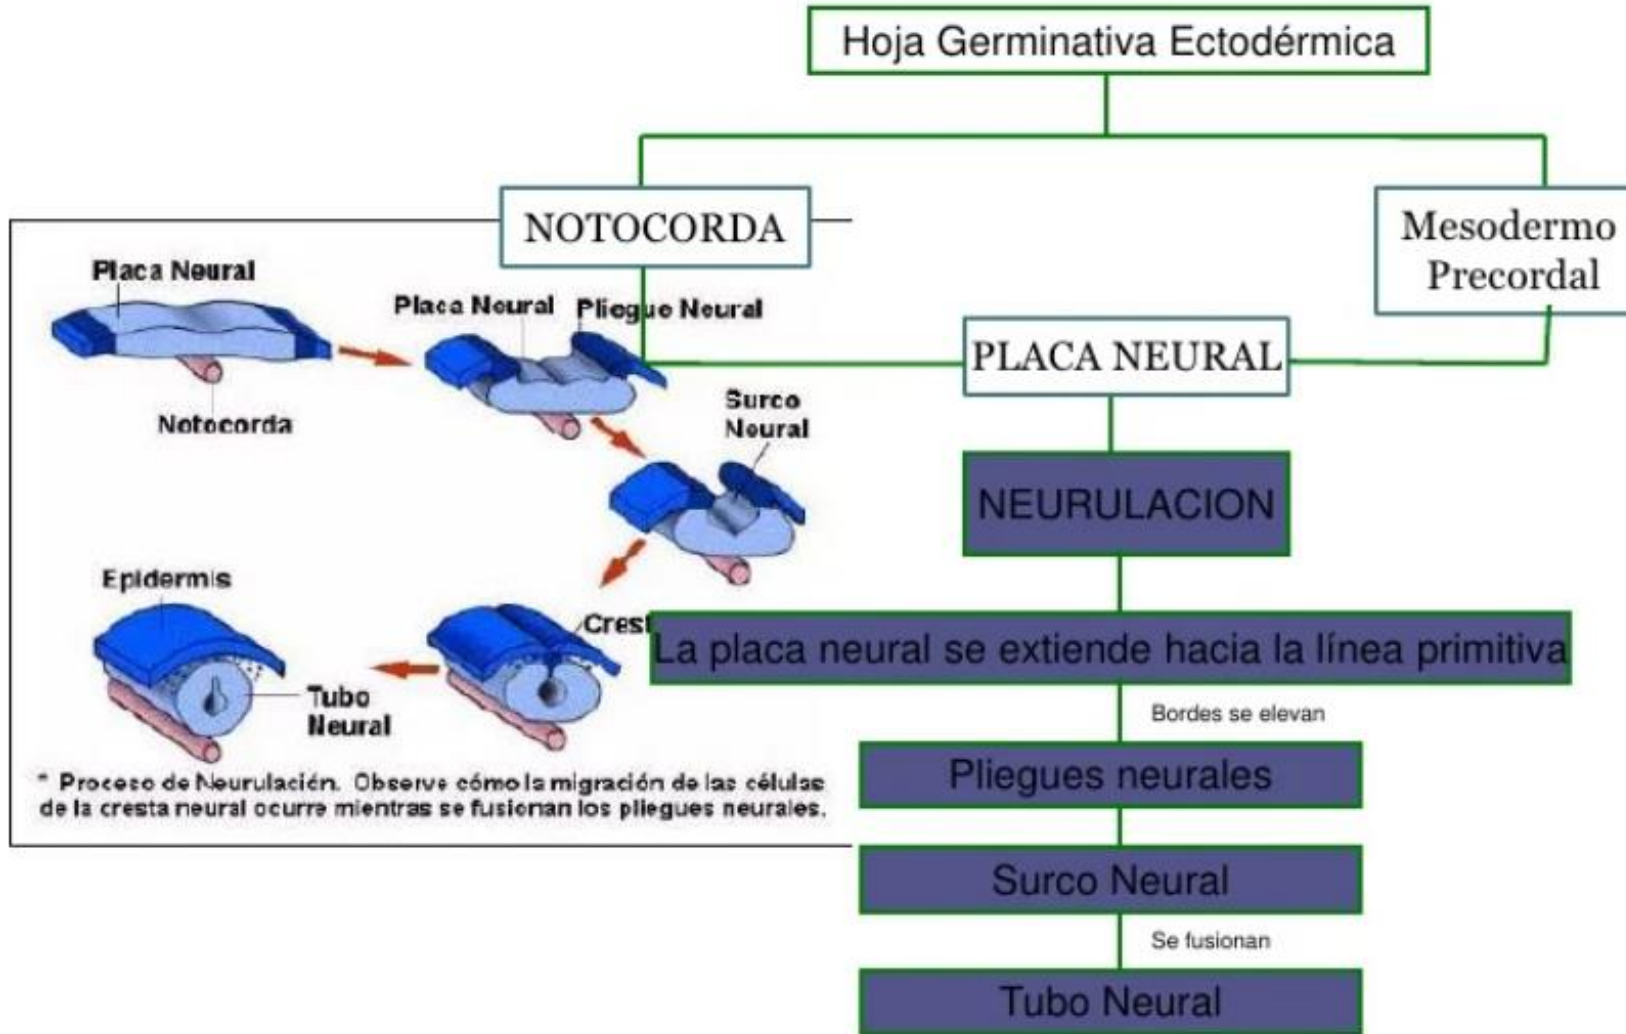 Hoja Germinativa Ectodérmica
NOTOCORDA
Mesodermo
Precordal
PLACA NEURAL
NEURULACION
La placa neural se extiende hacia la línea primitiva
Bordes se elevan
Pliegues neurales
Surco Neural
Se fusionan
Tubo Neural
Placa Neural
Notocorda
Placa Neural
Pliegue Neural
Surco
Neural
Crest
Epidermis
Tubo
Neural
* Proceso de Neurulación. Observe cómo la migración de las células
de la cresta neural ocurre mientras se fusionan los pliegues neurales.